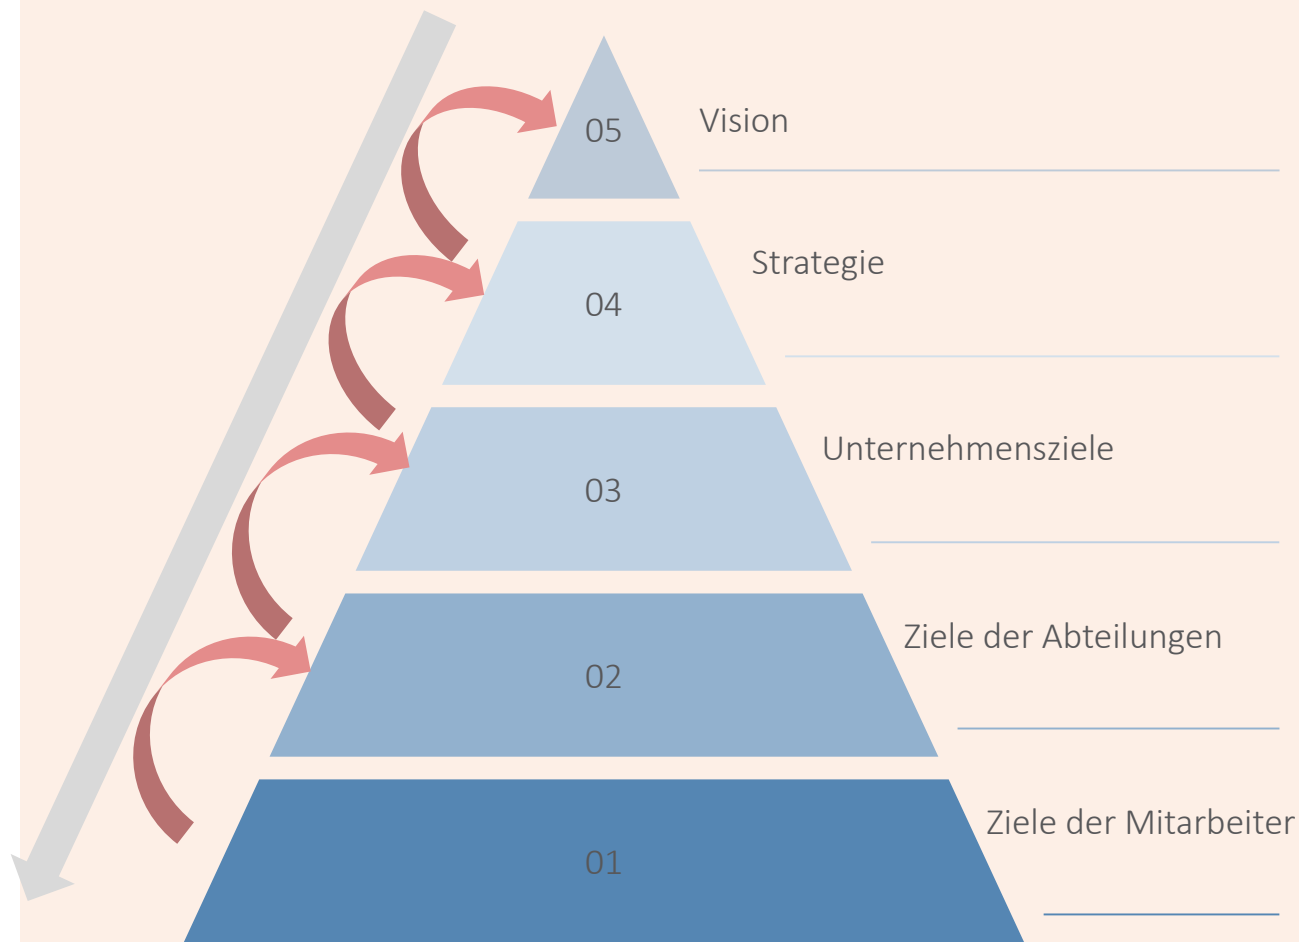 05
Vision
Strategie
04
Unternehmensziele
03
Ziele der Abteilungen
02
Ziele der Mitarbeiter
01